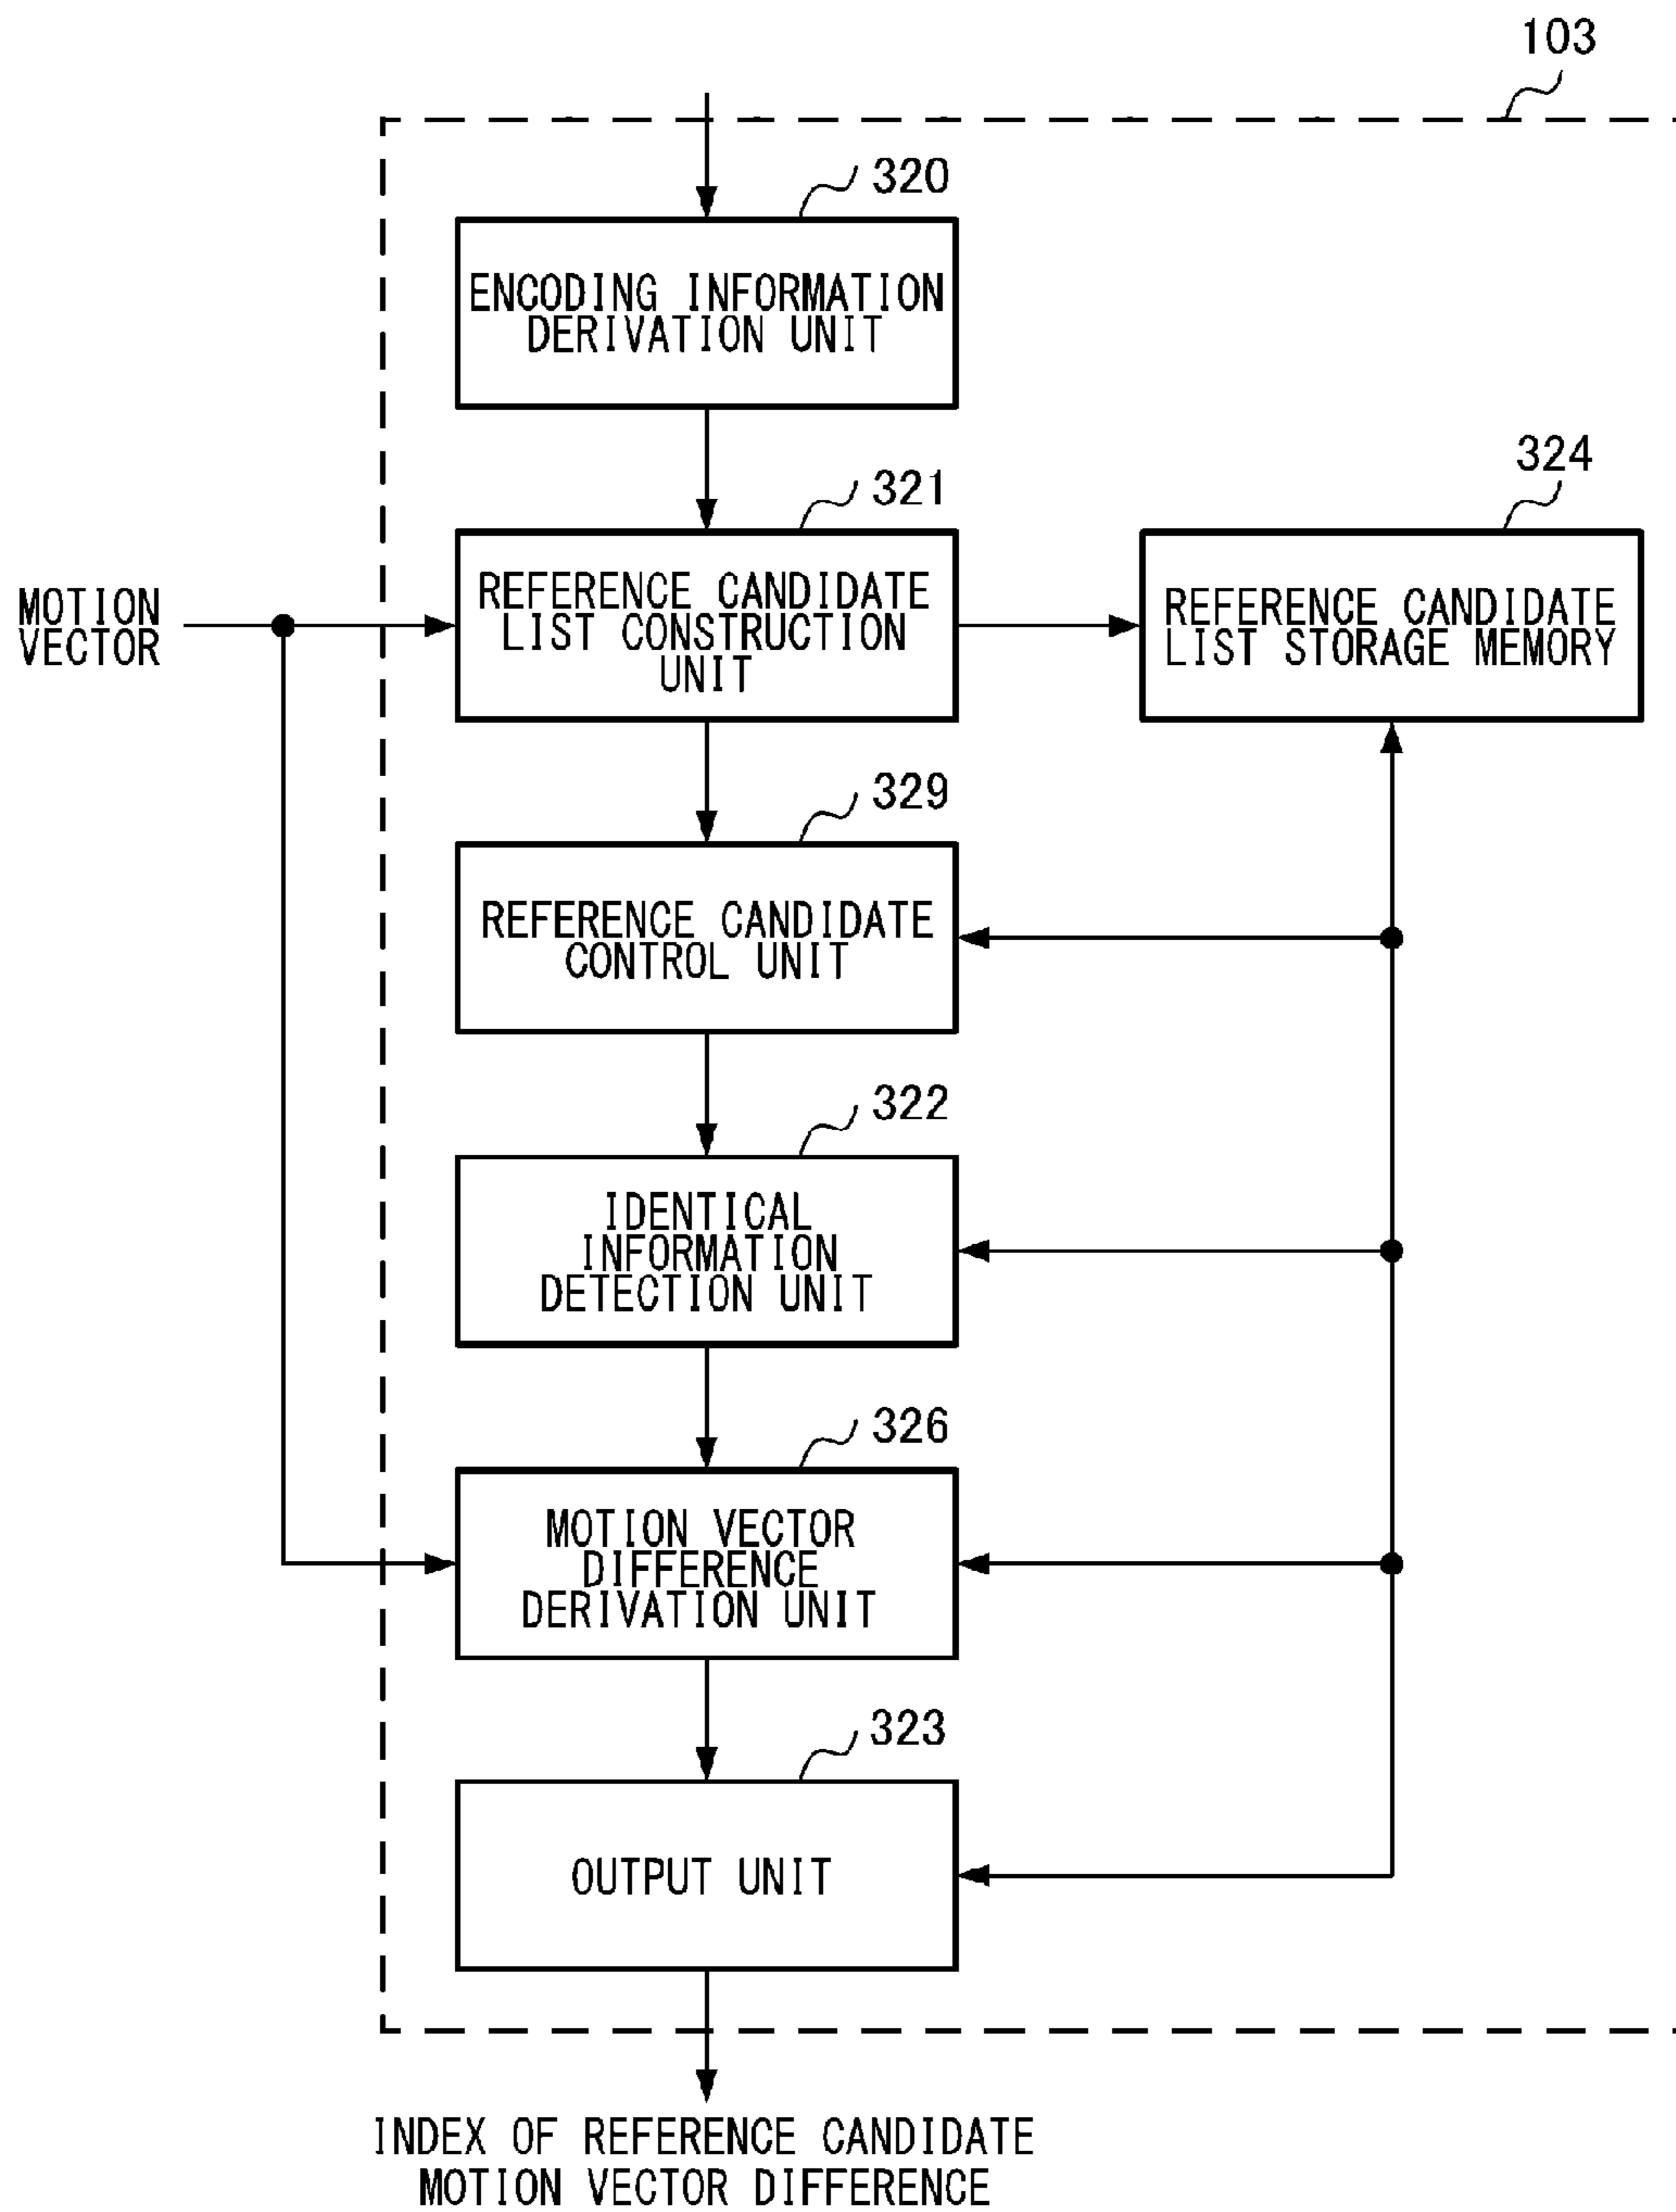 103
320
ENCODING INFORMATION
DERIVATION UNIT
321
324
MOTION
VECTOR
REFERENCE CANDIDATE
LIST CONSTRUCTION
UNIT
REFERENCE CANDIDATE
LIST STORAGE MEMORY
329
REFERENCE CANDIDATE
CONTROL UNIT
322
IDENTICAL
INFORMATION
DETECTION UNIT
326
MOTION VECTOR
DIFFERENCE
DERIVATION UNIT
323
OUTPUT UNIT
INDEX OF REFERENCE CANDIDATE
MOTION VECTOR DIFFERENCE